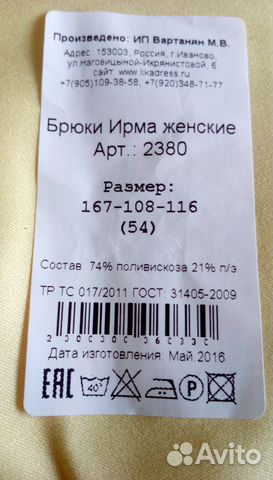 Произведено: ИП Вартанян М.В.
Адрес: 153003, Россия, г.Иваново,
ул.Наговицыной-Икрянистовой, 6
сайт: www.likadress.ru
+7(905)109-38-58, +7(920)348-71-77
Брюки Ирма женские
Арт.: 2380
Размер:
167-108-116
(54)
Состав 74% поливискоза 21% п/э
ТР ТС 017/2011 ГОСТ: 31405-2009
Дата изготовления: Май 2016
ЕАС 40° P
Avito